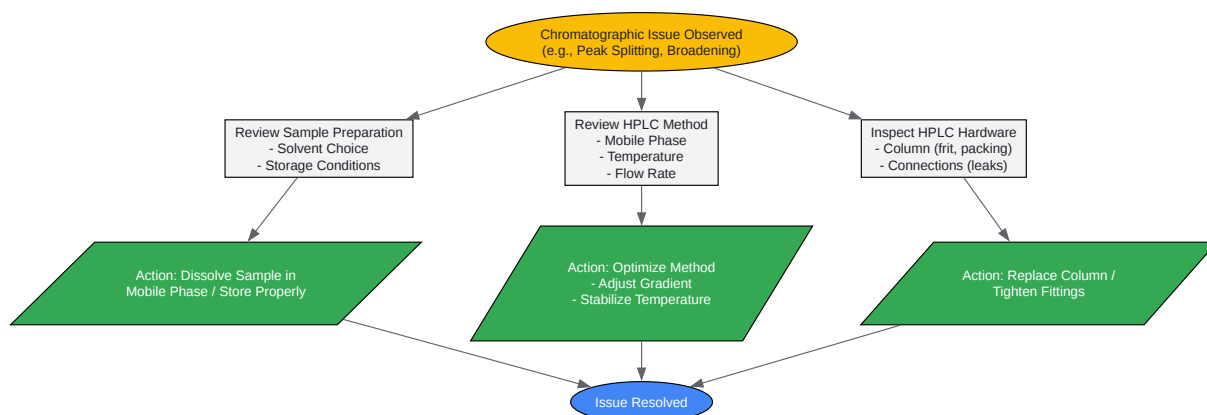 Chromatographic Issue Observed
(e.g., Peak Splitting, Broadening)
Review Sample Preparation
- Solvent Choice
- Storage Conditions
Review HPLC Method
- Mobile Phase
- Temperature
- Flow Rate
Inspect HPLC Hardware
- Column (frit, packing)
- Connections (leaks)
Action: Dissolve Sample in
Mobile Phase / Store Properly
Action: Optimize Method
- Adjust Gradient
- Stabilize Temperature
Action: Replace Column /
Tighten Fittings
Issue Resolved